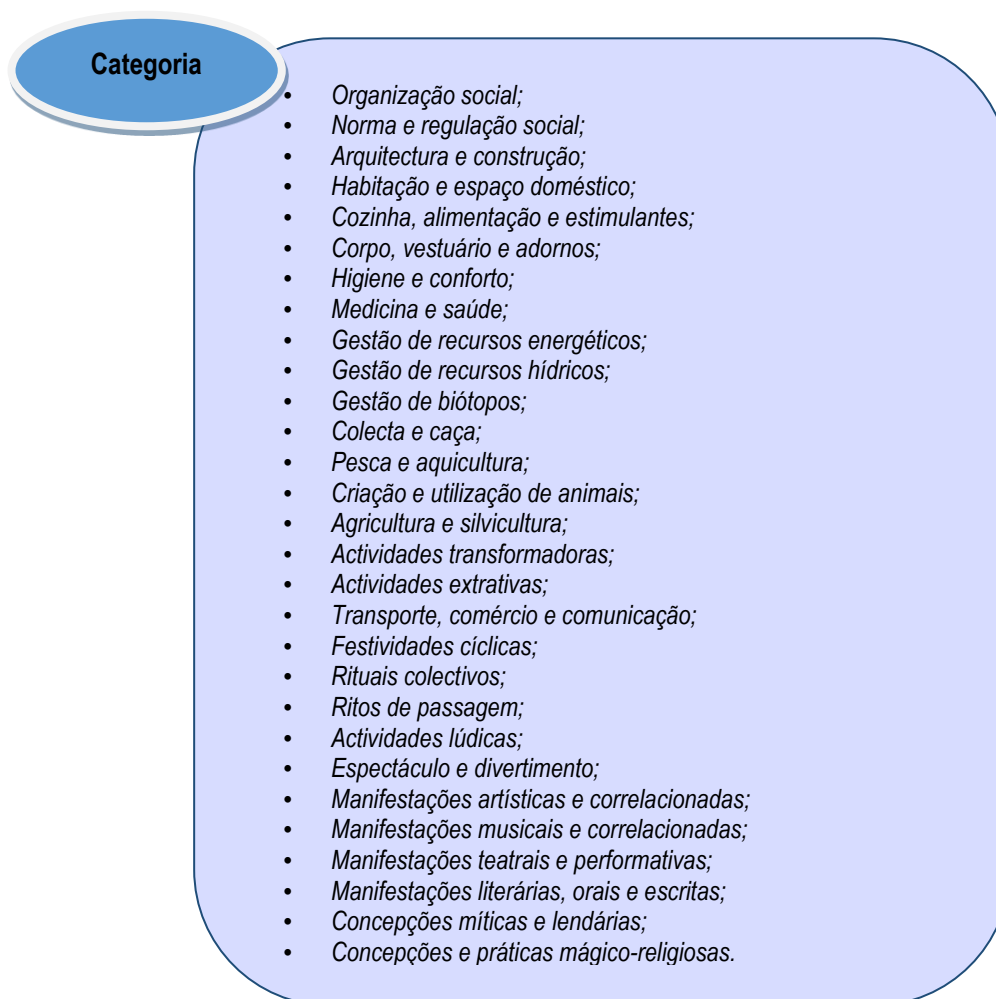 Categoria
• Organização social;
• Norma e regulação social;
• Arquitectura e construção;
• Habitação e espaço doméstico;
• Cozinha, alimentação e estimulantes;
• Corpo, vestuário e adornos;
• Higiene e conforto;
• Medicina e saúde;
• Gestão de recursos energéticos;
• Gestão de recursos hídricos;
• Gestão de biótopos;
• Colecta e caça;
• Pesca e aquicultura;
• Criação e utilização de animais;
• Agricultura e silvicultura;
• Actividades transformadoras;
• Actividades extrativas;
• Transporte, comércio e comunicação;
• Festividades cíclicas;
• Rituais colectivos;
• Ritos de passagem;
• Actividades lúdicas;
• Espectáculo e divertimento;
• Manifestações artísticas e correlacionadas;
• Manifestações musicais e correlacionadas;
• Manifestações teatrais e performativas;
• Manifestações literárias, orais e escritas;
• Concepções míticas e lendárias;
• Concepções e práticas mágico-religiosas.